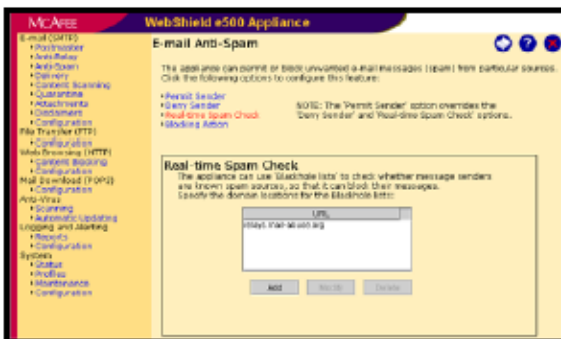 McAFEE
WebShield e500 Appliance
E-mail (SMTP)
Postmaster
Anti-Relay
Anti-Spam
Delivery
Content Scanning
Quarantine
Attachments
Disclaimers
Configuration
File Transfer (FTP)
Configuration
Web Browsing (HTTP)
Content Blocking
Configuration
Mail Download (POP3)
Configuration
Anti-Virus
Scanning
Automatic Updating
Logging and Alerting
Reports
Configuration
System
Status
Profiles
Maintenance
Configuration
E-mail Anti-Spam
The appliance can permit or block unwanted e-mail messages (spam) from particular sources.
Click the following options to configure this feature:
Permit Sender
Deny Sender
Real-time Spam Check
Blocking Action
NOTE: The 'Permit Sender' option overrides the
'Deny Sender' and 'Real-time Spam Check' options.
Real-time Spam Check
The appliance can use 'Blackhole lists' to check whether message senders
are known spam sources, so that it can block their messages.
Specify the domain locations for the Blackhole lists:
URL
relays.mail-abuse.org
Add
Modify
Delete